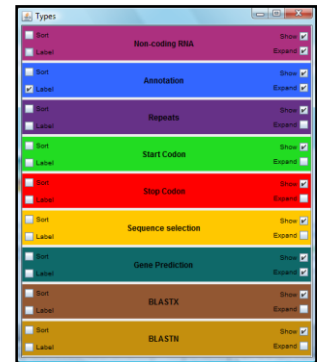 Types
Sort Non-coding RNA Show
Label Expand
Sort Annotation Show
Label Expand
Sort Repeats Show
Label Expand
Sort Start Codon Show
Label Expand
Sort Stop Codon Show
Label Expand
Sort Sequence selection Show
Label Expand
Sort Gene Prediction Show
Label Expand
Sort BLASTX Show
Label Expand
Sort BLASTN Show
Label Expand